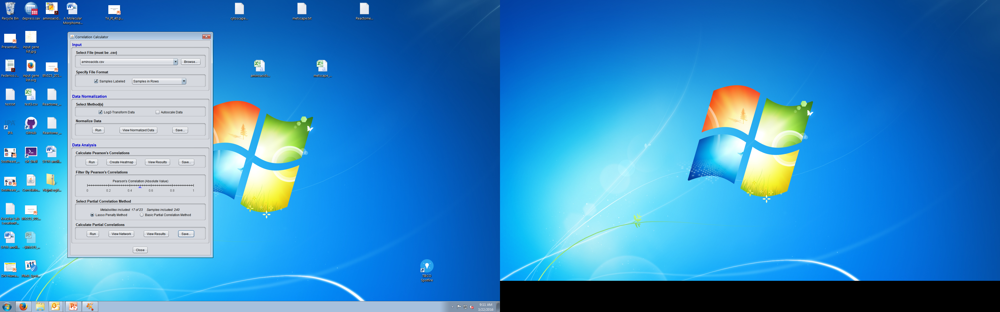 Recycle Bin
depress.sav
aminoacid...
A Molecular
Morphome...
TA_PI_40.p...
cytoscape...
metscape.txt
Reactome...
Presentati...
input gene
list.jpg
Federico.J...
input gene
list.svg
Bfx525_201...
aminoacids...
metscape_...
test.txt
test3.csv
Reactome_...
IPA
IPA
GitHub
Reactome_...
Southeast_...
Git Shell
STTR-ancill...
Southeast_...
Correlatio...
NejmLogR...
Kretzler Lab
LocationP...
Bfx525_201...
STTR-ancill...
~$Bfx525_...
DN-Huma...
PIMA_Spot...
TIBCO
Spotfire
Correlation Calculator
Input
Select File (must be .csv)
aminoacids.csv
Browse...
Specify File Format
Samples Labeled
Samples in Rows
Data Normalization
Select Method(s)
Log2-Transform Data
Autoscale Data
Normalize Data
Run
View Normalized Data
Save...
Data Analysis
Calculate Pearson's Correlations
Run
Create Heatmap
View Results
Save...
Filter By Pearson's Correlations
Pearson's Correlation (Absolute Value)
0 0.2 0.4 0.6 0.8 1
Select Partial Correlation Method
Metabolites included: 17 of 23 Samples included: 240
Lasso Penalty Method
Basic Partial Correlation Method
Calculate Partial Correlations
Run
View Network
View Results
Save...
Close
9:11 AM
3/22/2016